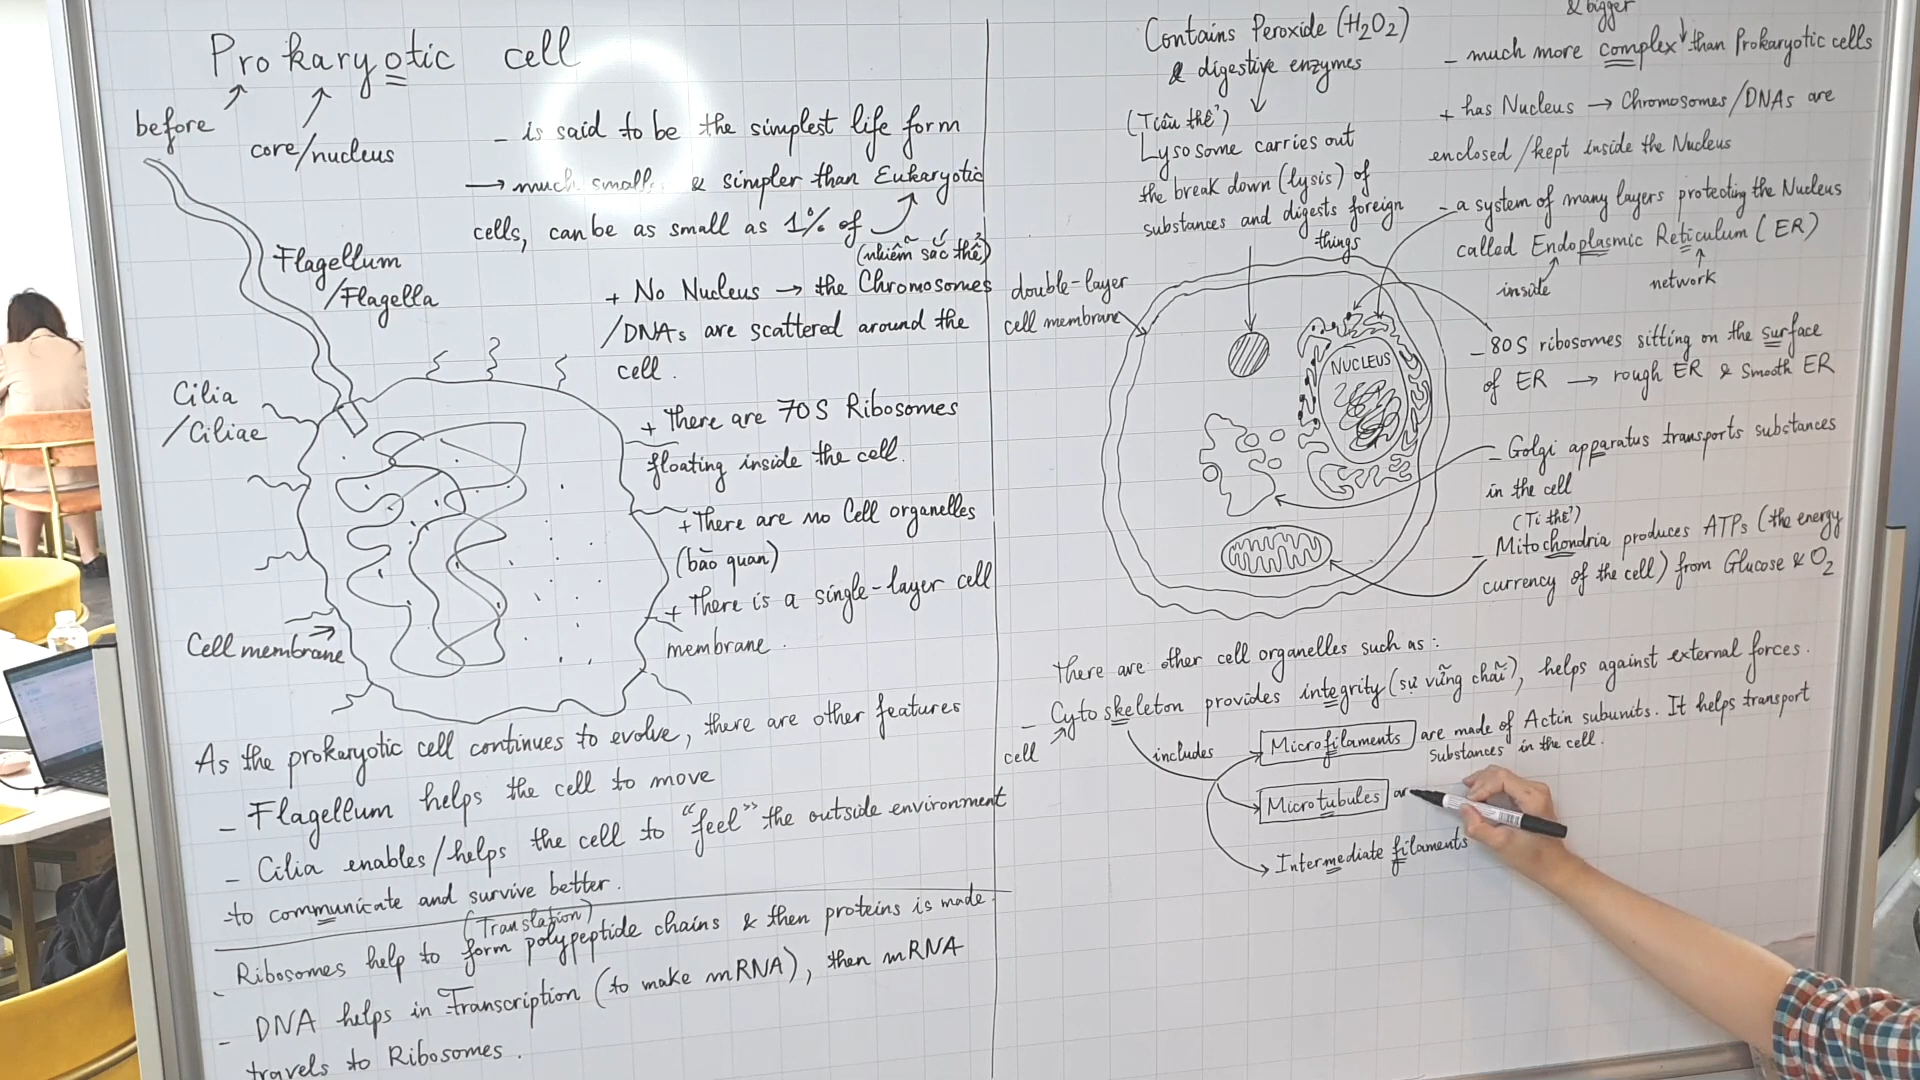 Prokaryotic cell
before
core/nucleus
- is said to be the simplest life form
→ much smalle & simpler than Eukaryotic
cells, can be as small as 1% of
(nhiễm sắc thể)
Flagellum
/Flagella
+ No Nucleus → the Chromosomes
/DNAs are scattered around the
cell.
Cilia
/Ciliae
+ There are 70S Ribosomes
floating inside the cell.
+ There are no Cell organelles
(bào quan)
+ There is a single-layer cell
membrane.
Cell membrane
As the prokaryotic cell continues to evolve, there are other features
- Flagellum helps the cell to move
- Cilia enables/helps the cell to "feel" the outside environment
to communicate and survive better.
(Translation)
- Ribosomes help to form polypeptide chains & then proteins is made.
- DNA helps in Transcription (to make mRNA), then mRNA
travels to Ribosomes.
Contains Peroxide (H2O2)
& digestive enzymes
(Tiêu thể)
Lysosome carries out
the break down (lysis) of
substances and digests foreign
things
double-layer
cell membrane
NUCLEUS
& bigger
- much more complex than Prokaryotic cells
+ has Nucleus → Chromosomes/DNAs are
enclosed/kept inside the Nucleus
- a system of many layers protecting the Nucleus
called Endoplasmic Reticulum (ER)
inside
network
- 80S ribosomes sitting on the surface
of ER → rough ER & smooth ER
- Golgi apparatus transports substances
in the cell
(Ti thể)
- Mitochondria produces ATPs (the energy
currency of the cell) from Glucose & O2
There are other cell organelles such as:
- Cytoskeleton provides integrity (sự vững chãi), helps against external forces.
cell
includes
Microfilaments are made of Actin subunits. It helps transport
substances in the cell.
Microtubules ar
Intermediate filaments